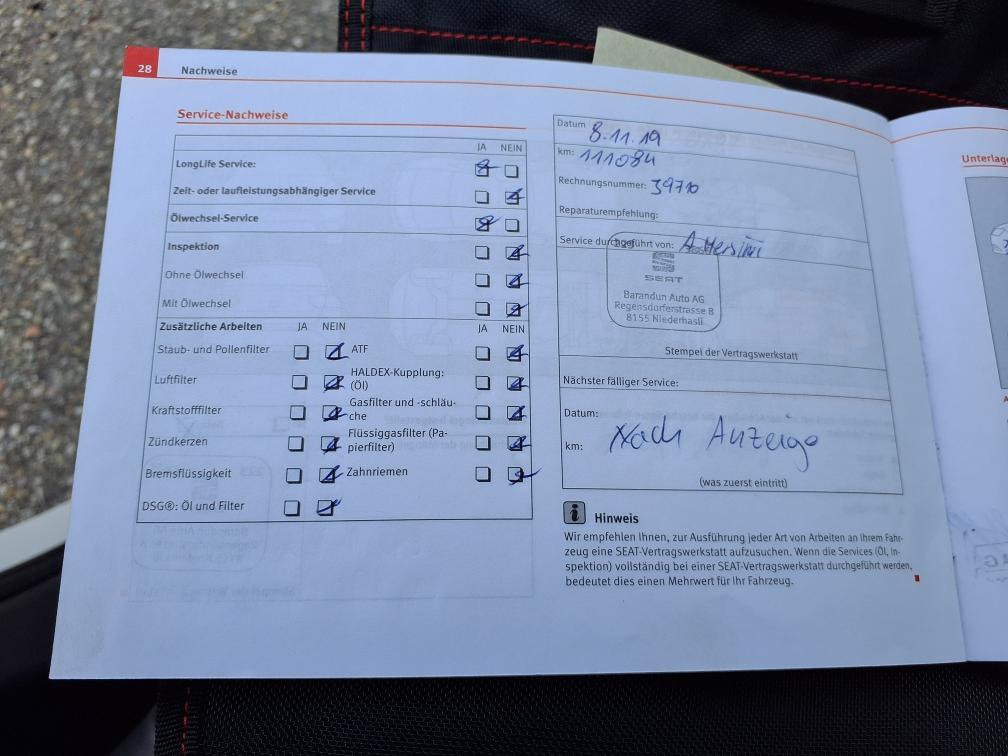 28 Nachweise
Service-Nachweise
JA NEIN
LongLife Service:
Zeit- oder laufleistungsabhängiger Service
Ölwechsel-Service
Inspektion
Ohne Ölwechsel
Mit Ölwechsel
Zusätzliche Arbeiten JA NEIN JA NEIN
Staub- und Pollenfilter ATF
Luftfilter HALDEX-Kupplung:
(Öl)
Kraftstofffilter Gasfilter und -schläu-
che
Zündkerzen Flüssiggasfilter (Pa-
pierfilter)
Bremsflüssigkeit Zahnriemen
DSG®: Öl und Filter
Datum 8.11.19
km: 111084
Rechnungsnummer: 39710
Reparaturempfehlung:
Service durchgeführt von:
SEAT
Barandun Auto AG
Regensdorferstrasse 8
8155 Niederhasli
Stempel der Vertragswerkstatt
Nächster fälliger Service:
Datum:
km: Nach Anzeige
(was zuerst eintritt)
i Hinweis
Wir empfehlen Ihnen, zur Ausführung jeder Art von Arbeiten an Ihrem Fahr-
zeug eine SEAT-Vertragswerkstatt aufzusuchen. Wenn die Services (Öl, In-
spektion) vollständig bei einer SEAT-Vertragswerkstatt durchgeführt werden,
bedeutet dies einen Mehrwert für Ihr Fahrzeug.